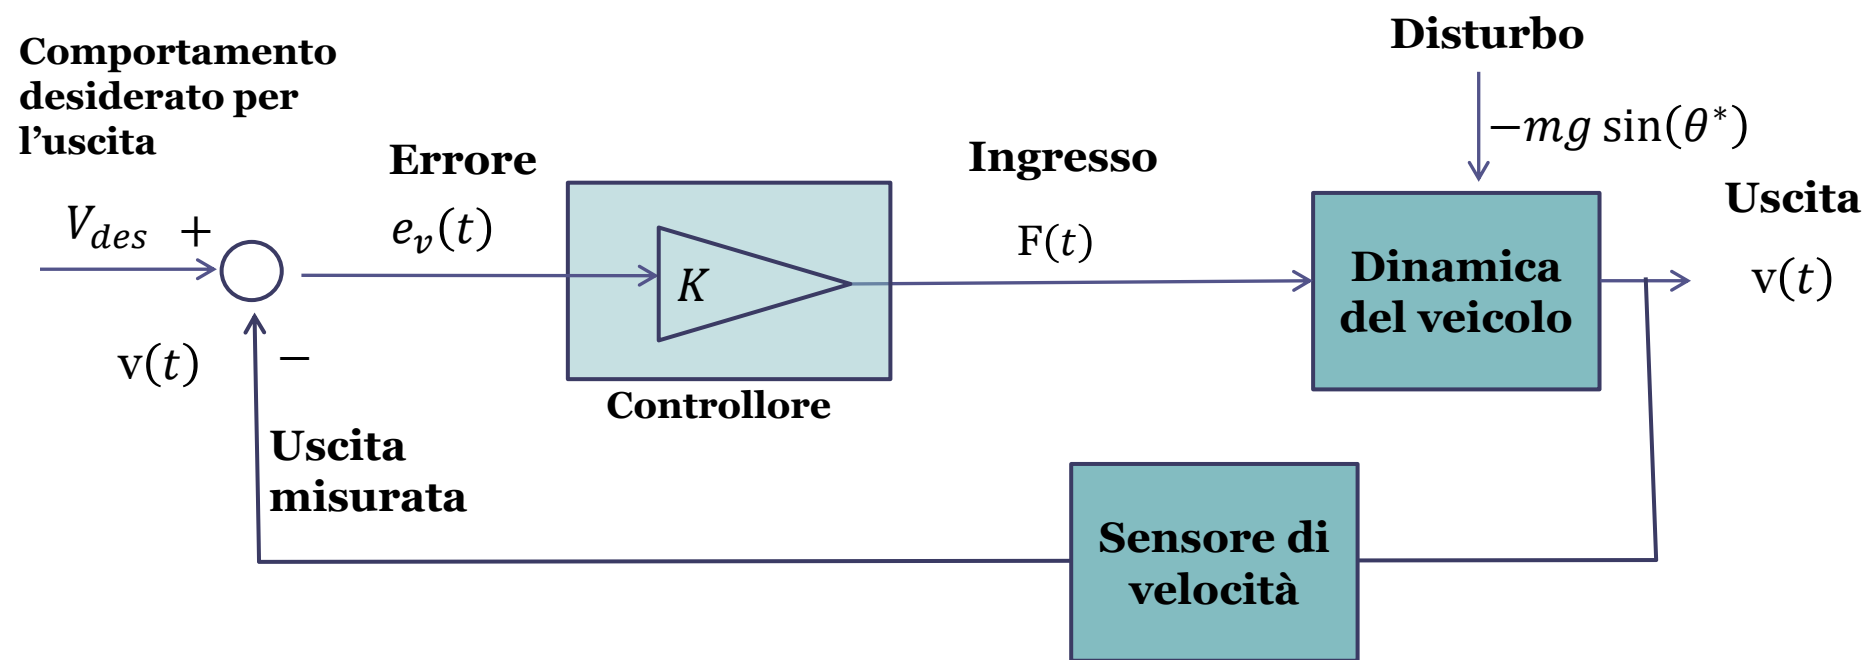 Comportamento
desiderato per
l’uscita
V_des +
v(t) −
Errore
e_v(t)
K
Controllore
Ingresso
F(t)
Disturbo
−mg sin(θ*)
Dinamica
del veicolo
Uscita
v(t)
Uscita
misurata
Sensore di
velocità